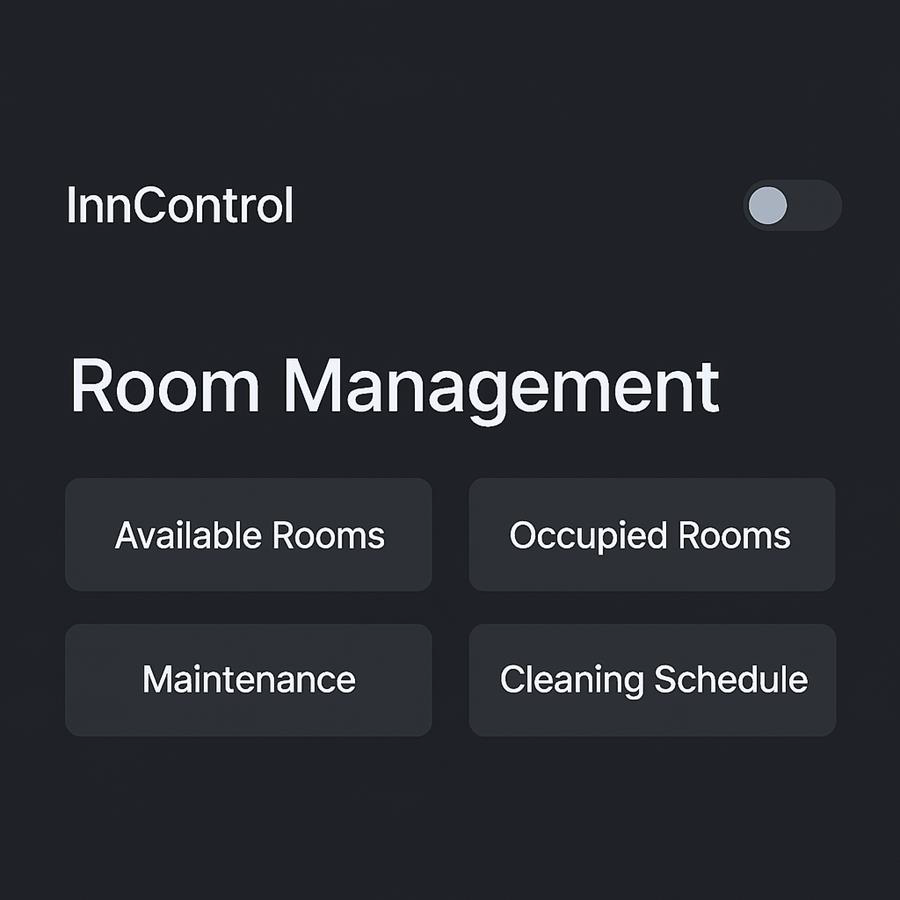 InnControl
Room Management
Available Rooms
Occupied Rooms
Maintenance
Cleaning Schedule